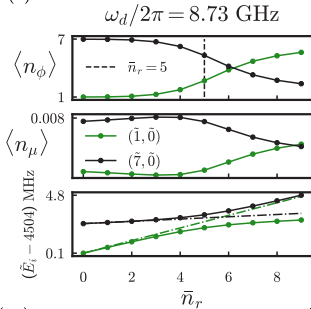 ω_d/2π = 8.73 GHz
⟨n_ϕ⟩
7
1
n̄_r = 5
⟨n_μ⟩
0.008
(1̃, 0̃)
(7̃, 0̃)
(Ẽ_i − 4504) MHz
4.8
0.1
0 2 4 6 8
n̄_r